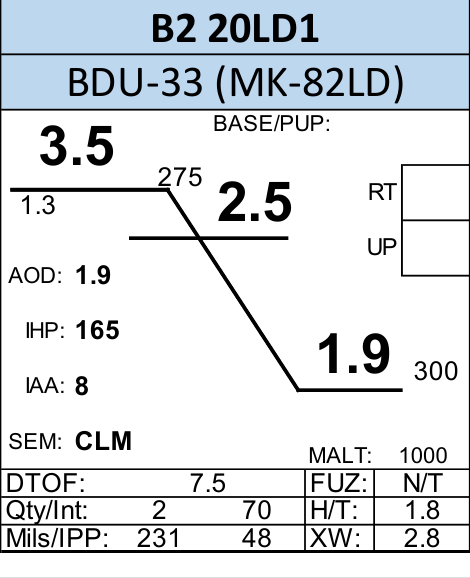 B2 20LD1
BDU-33 (MK-82LD)
BASE/PUP:
3.5
275
1.3
2.5
RT
UP
AOD: 1.9
IHP: 165
1.9
300
IAA: 8
SEM: CLM
MALT: 1000
DTOF: 7.5 FUZ: N/T
Qty/Int: 2 70 H/T: 1.8
Mils/IPP: 231 48 XW: 2.8